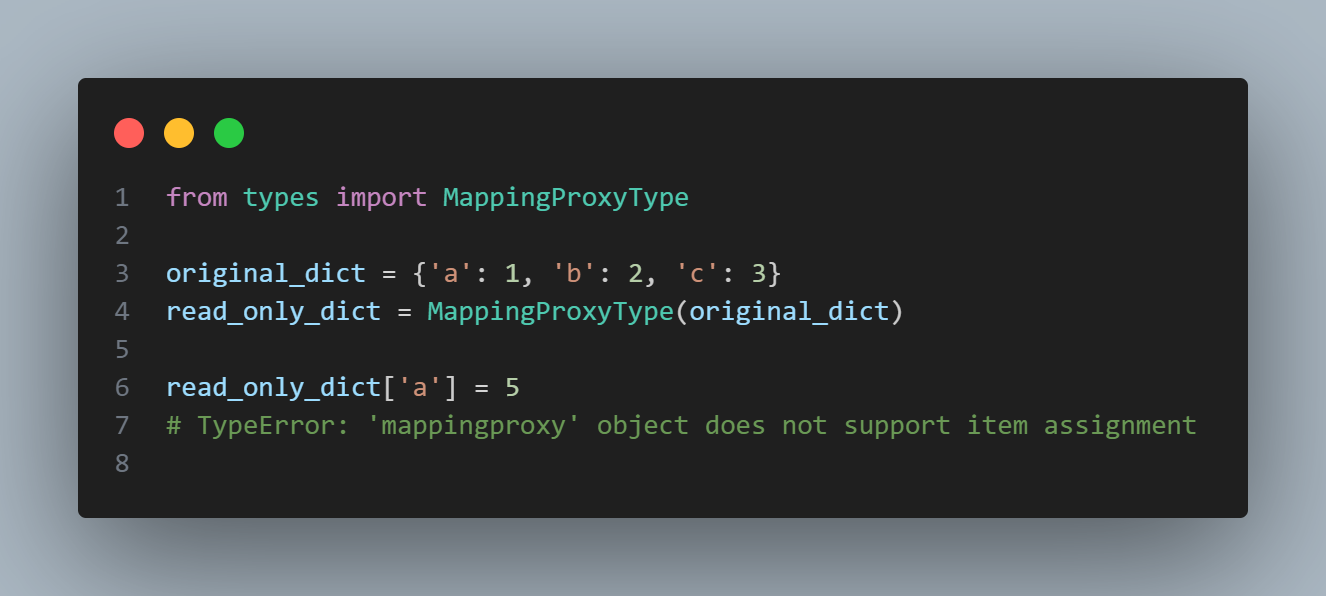 1 from types import MappingProxyType
2
3 original_dict = {'a': 1, 'b': 2, 'c': 3}
4 read_only_dict = MappingProxyType(original_dict)
5
6 read_only_dict['a'] = 5
7 # TypeError: 'mappingproxy' object does not support item assignment
8